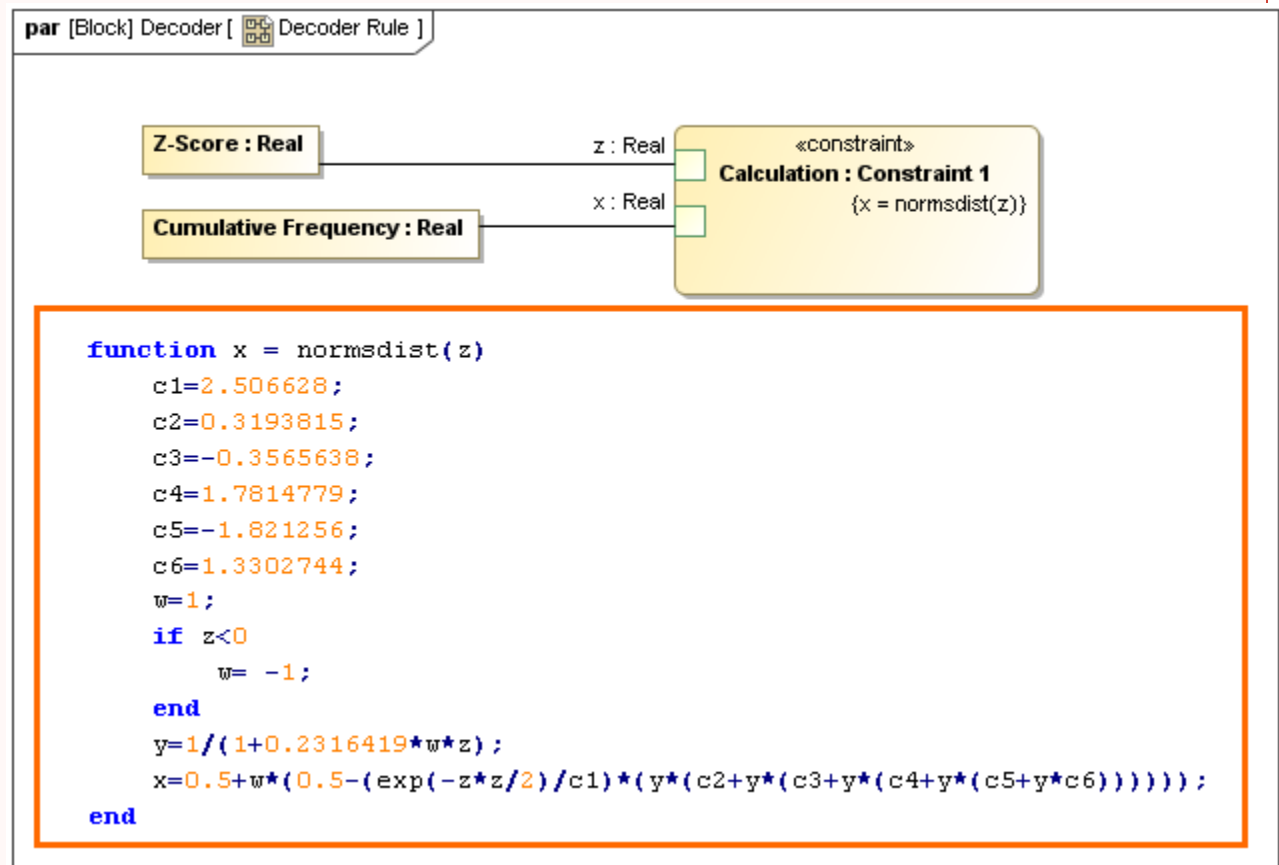 par [Block] Decoder [ Decoder Rule ]
Z-Score : Real
z : Real
«constraint»
Calculation : Constraint 1
{x = normsdist(z)}
x : Real
Cumulative Frequency : Real
function x = normsdist(z)
c1=2.506628;
c2=0.3193815;
c3=-0.3565638;
c4=1.7814779;
c5=-1.821256;
c6=1.3302744;
w=1;
if z<0
w= -1;
end
y=1/(1+0.2316419*w*z);
x=0.5+w*(0.5-(exp(-z*z/2)/c1)*(y*(c2+y*(c3+y*(c4+y*(c5+y*c6))))));
end